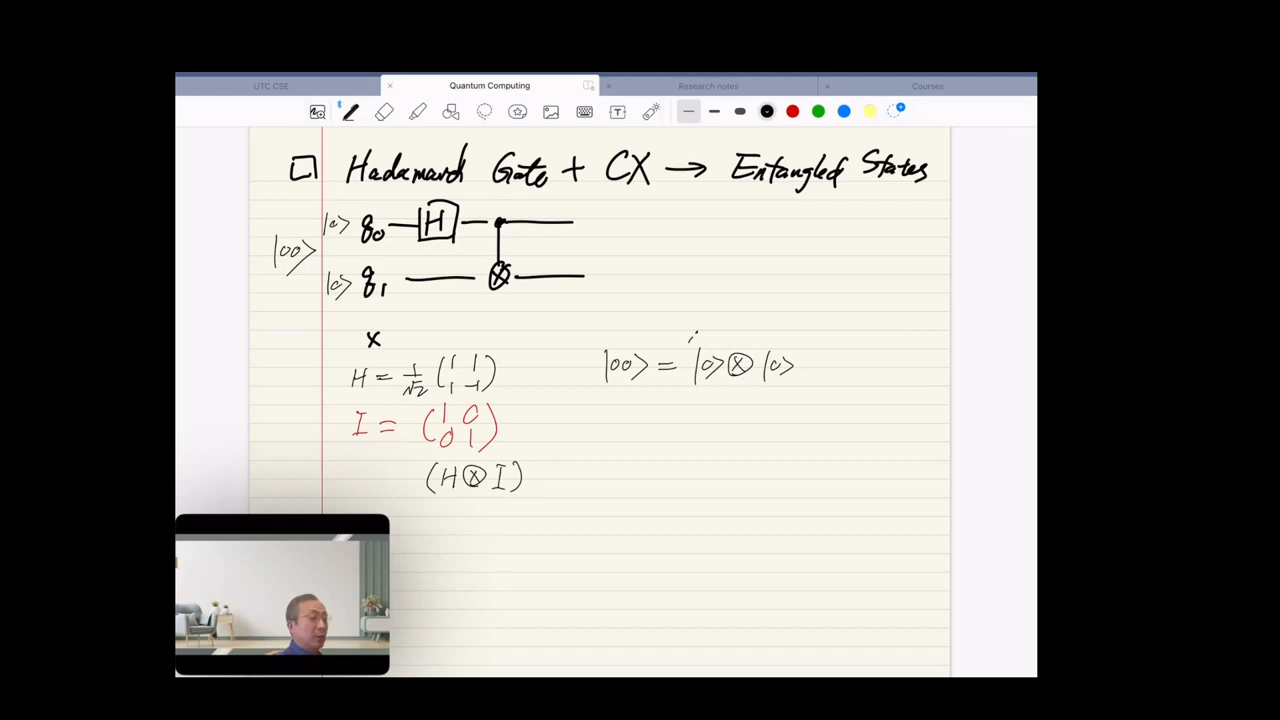 UTC CSE Quantum Computing Research notes Courses
□ Hadamard Gate + CX → Entangled States
|0⟩ q₀ H
|00⟩
|0⟩ q₁ ⊗
x
H = 1/√2 (1 1
1 -1)
|00⟩ = |0⟩ ⊗ |0⟩
I = (1 0
0 1)
(H ⊗ I)